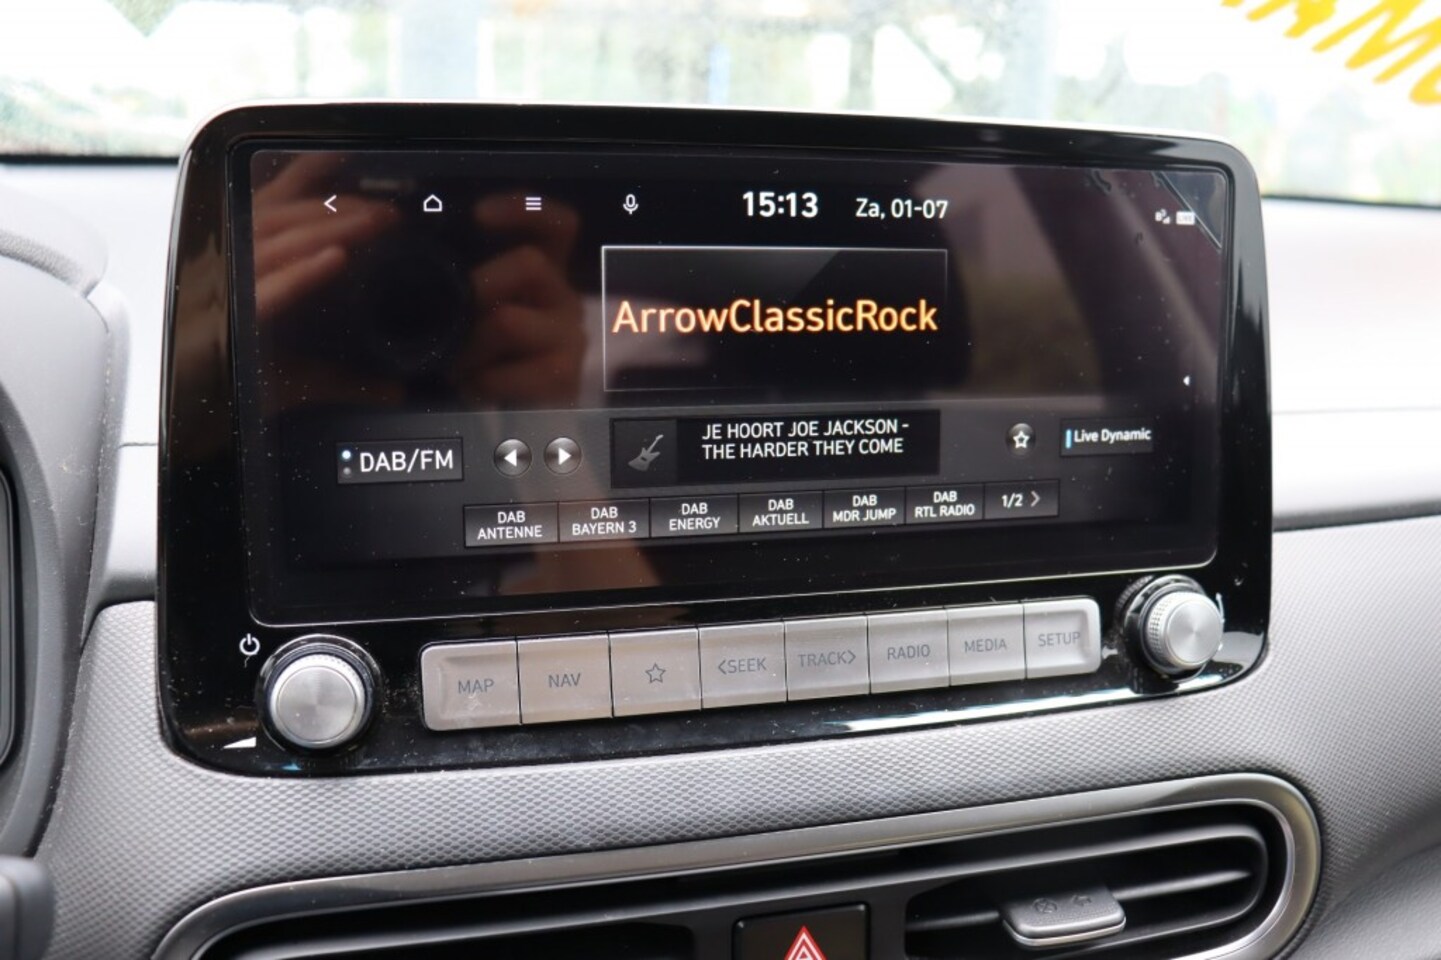 15:13 Za, 01-07
ArrowClassicRock
DAB/FM
JE HOORT JOE JACKSON -
THE HARDER THEY COME
Live Dynamic
DAB
ANTENNE
DAB
BAYERN 3
DAB
ENERGY
DAB
AKTUELL
DAB
MDR JUMP
DAB
RTL RADIO
1/2 >
MAP
NAV
<SEEK
TRACK>
RADIO
MEDIA
SETUP